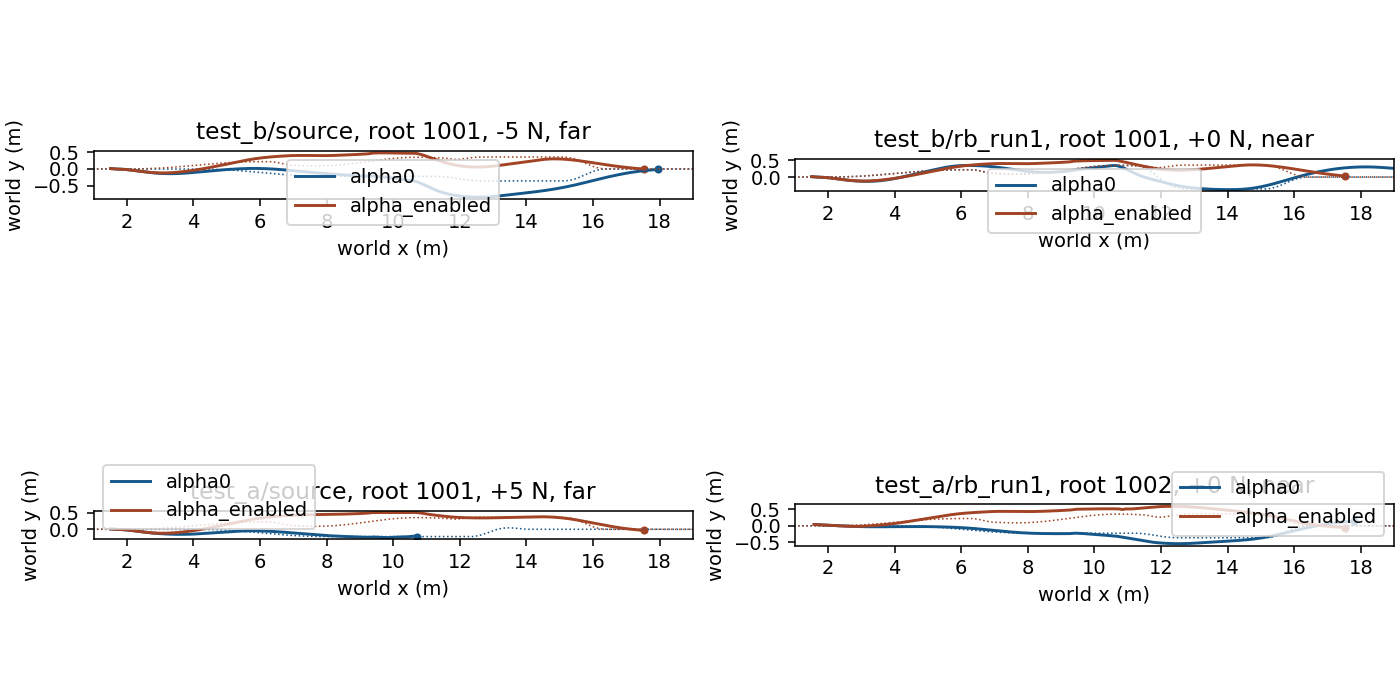 test_b/source, root 1001, -5 N, far
world y (m)
0.5
0.0
−0.5
alpha0
alpha_enabled
2 4 6 8 10 12 14 16 18
world x (m)
test_b/rb_run1, root 1001, +0 N, near
world y (m)
0.5
0.0
alpha0
alpha_enabled
2 4 6 8 10 12 14 16 18
world x (m)
test_a/source, root 1001, +5 N, far
world y (m)
0.5
0.0
alpha0
alpha_enabled
2 4 6 8 10 12 14 16 18
world x (m)
test_a/rb_run1, root 1002, +0 N, near
world y (m)
0.5
0.0
−0.5
alpha0
alpha_enabled
2 4 6 8 10 12 14 16 18
world x (m)